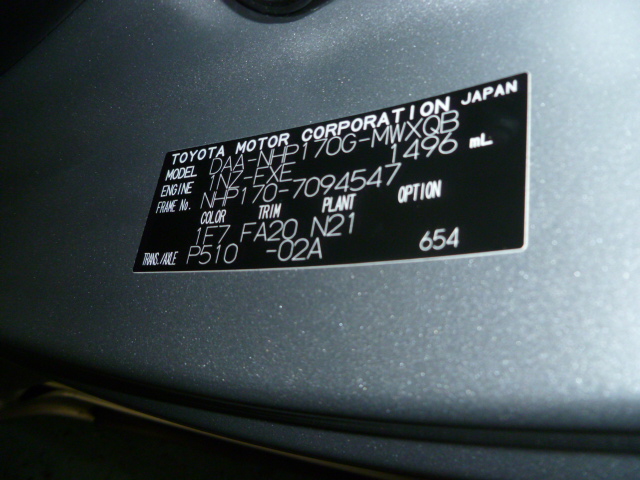 TOYOTA MOTOR CORPORATION JAPAN
MODEL DAA-NHP170G-MWXQB
ENGINE 1NZ-FXE 1496 mL
FRAME No. NHP170-7094547
COLOR TRIM PLANT OPTION
1F7 FA20 N21
TRANS./AXLE P510 -02A 654